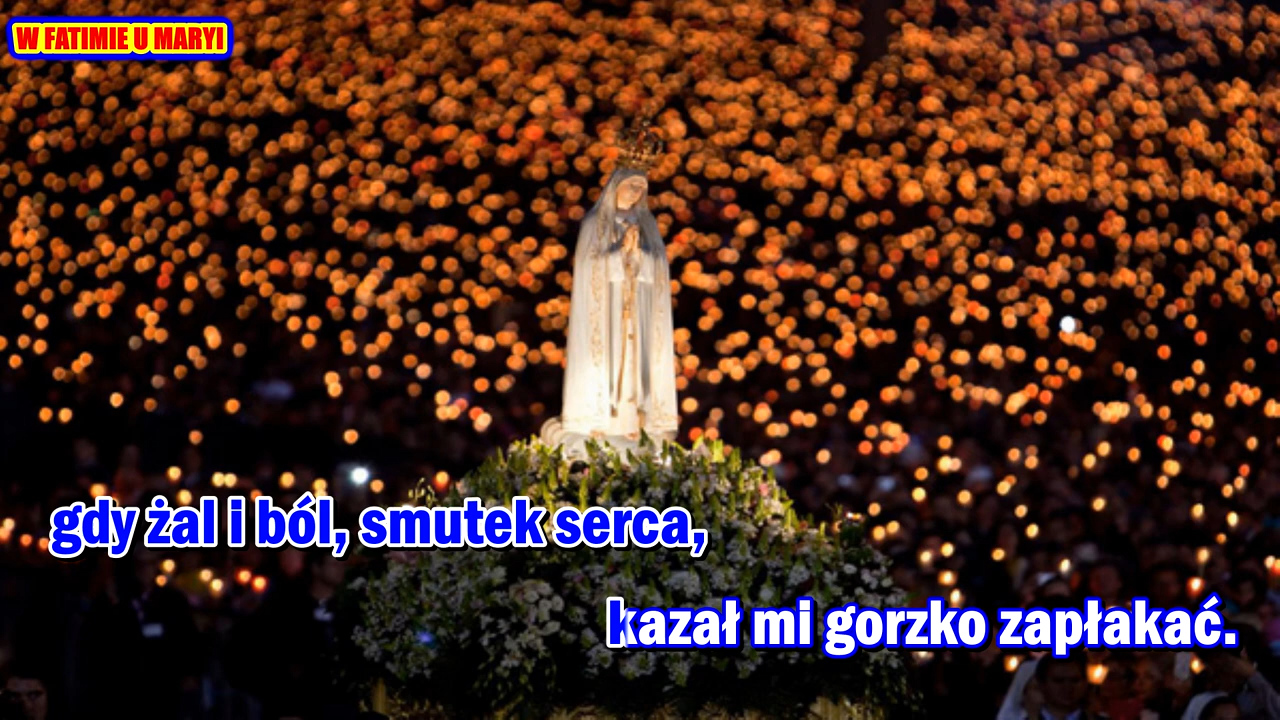 W FATIMIE U MARYI
gdy żal i ból, smutek serca,
kazał mi gorzko zapłakać.